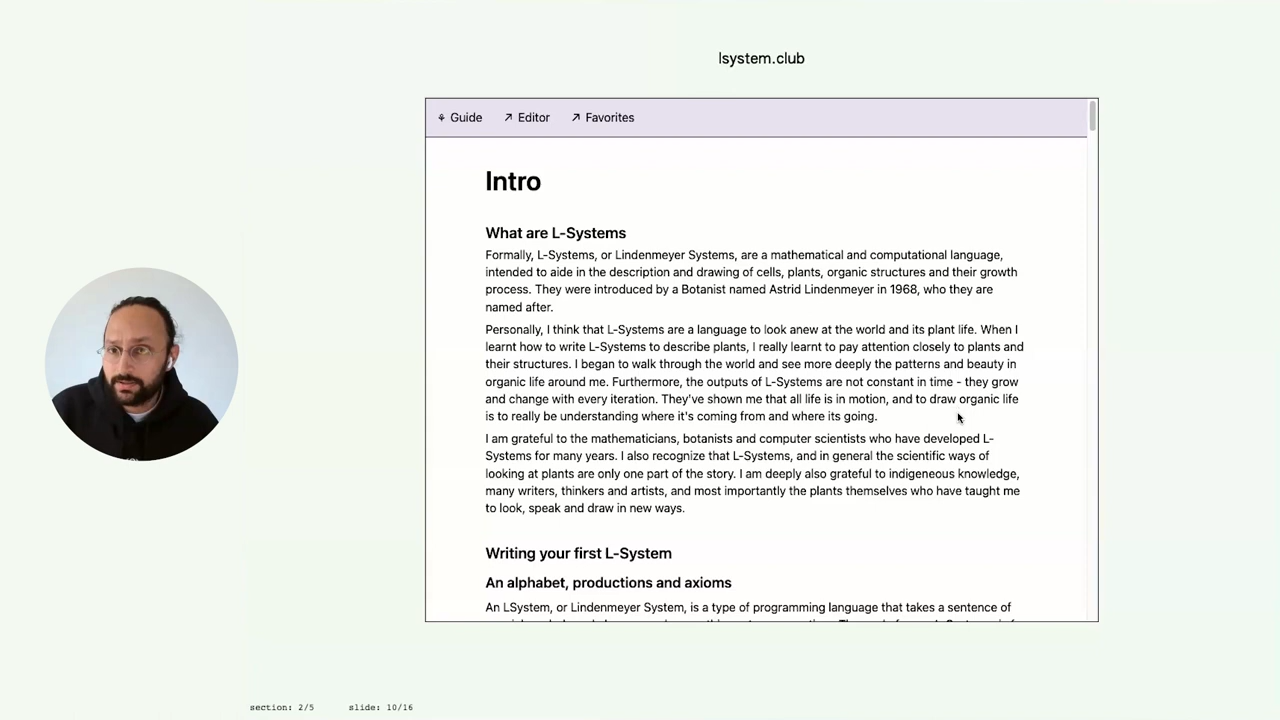 lsystem.club
⚘ Guide ↗ Editor ↗ Favorites
Intro
What are L-Systems
Formally, L-Systems, or Lindenmeyer Systems, are a mathematical and computational language,
intended to aide in the description and drawing of cells, plants, organic structures and their growth
process. They were introduced by a Botanist named Astrid Lindenmeyer in 1968, who they are
named after.
Personally, I think that L-Systems are a language to look anew at the world and its plant life. When I
learnt how to write L-Systems to describe plants, I really learnt to pay attention closely to plants and
their structures. I began to walk through the world and see more deeply the patterns and beauty in
organic life around me. Furthermore, the outputs of L-Systems are not constant in time - they grow
and change with every iteration. They've shown me that all life is in motion, and to draw organic life
is to really be understanding where it's coming from and where its going.
I am grateful to the mathematicians, botanists and computer scientists who have developed L-
Systems for many years. I also recognize that L-Systems, and in general the scientific ways of
looking at plants are only one part of the story. I am deeply also grateful to indigeneous knowledge,
many writers, thinkers and artists, and most importantly the plants themselves who have taught me
to look, speak and draw in new ways.
Writing your first L-System
An alphabet, productions and axioms
An LSystem, or Lindenmeyer System, is a type of programming language that takes a sentence of
section: 2/5 slide: 10/16